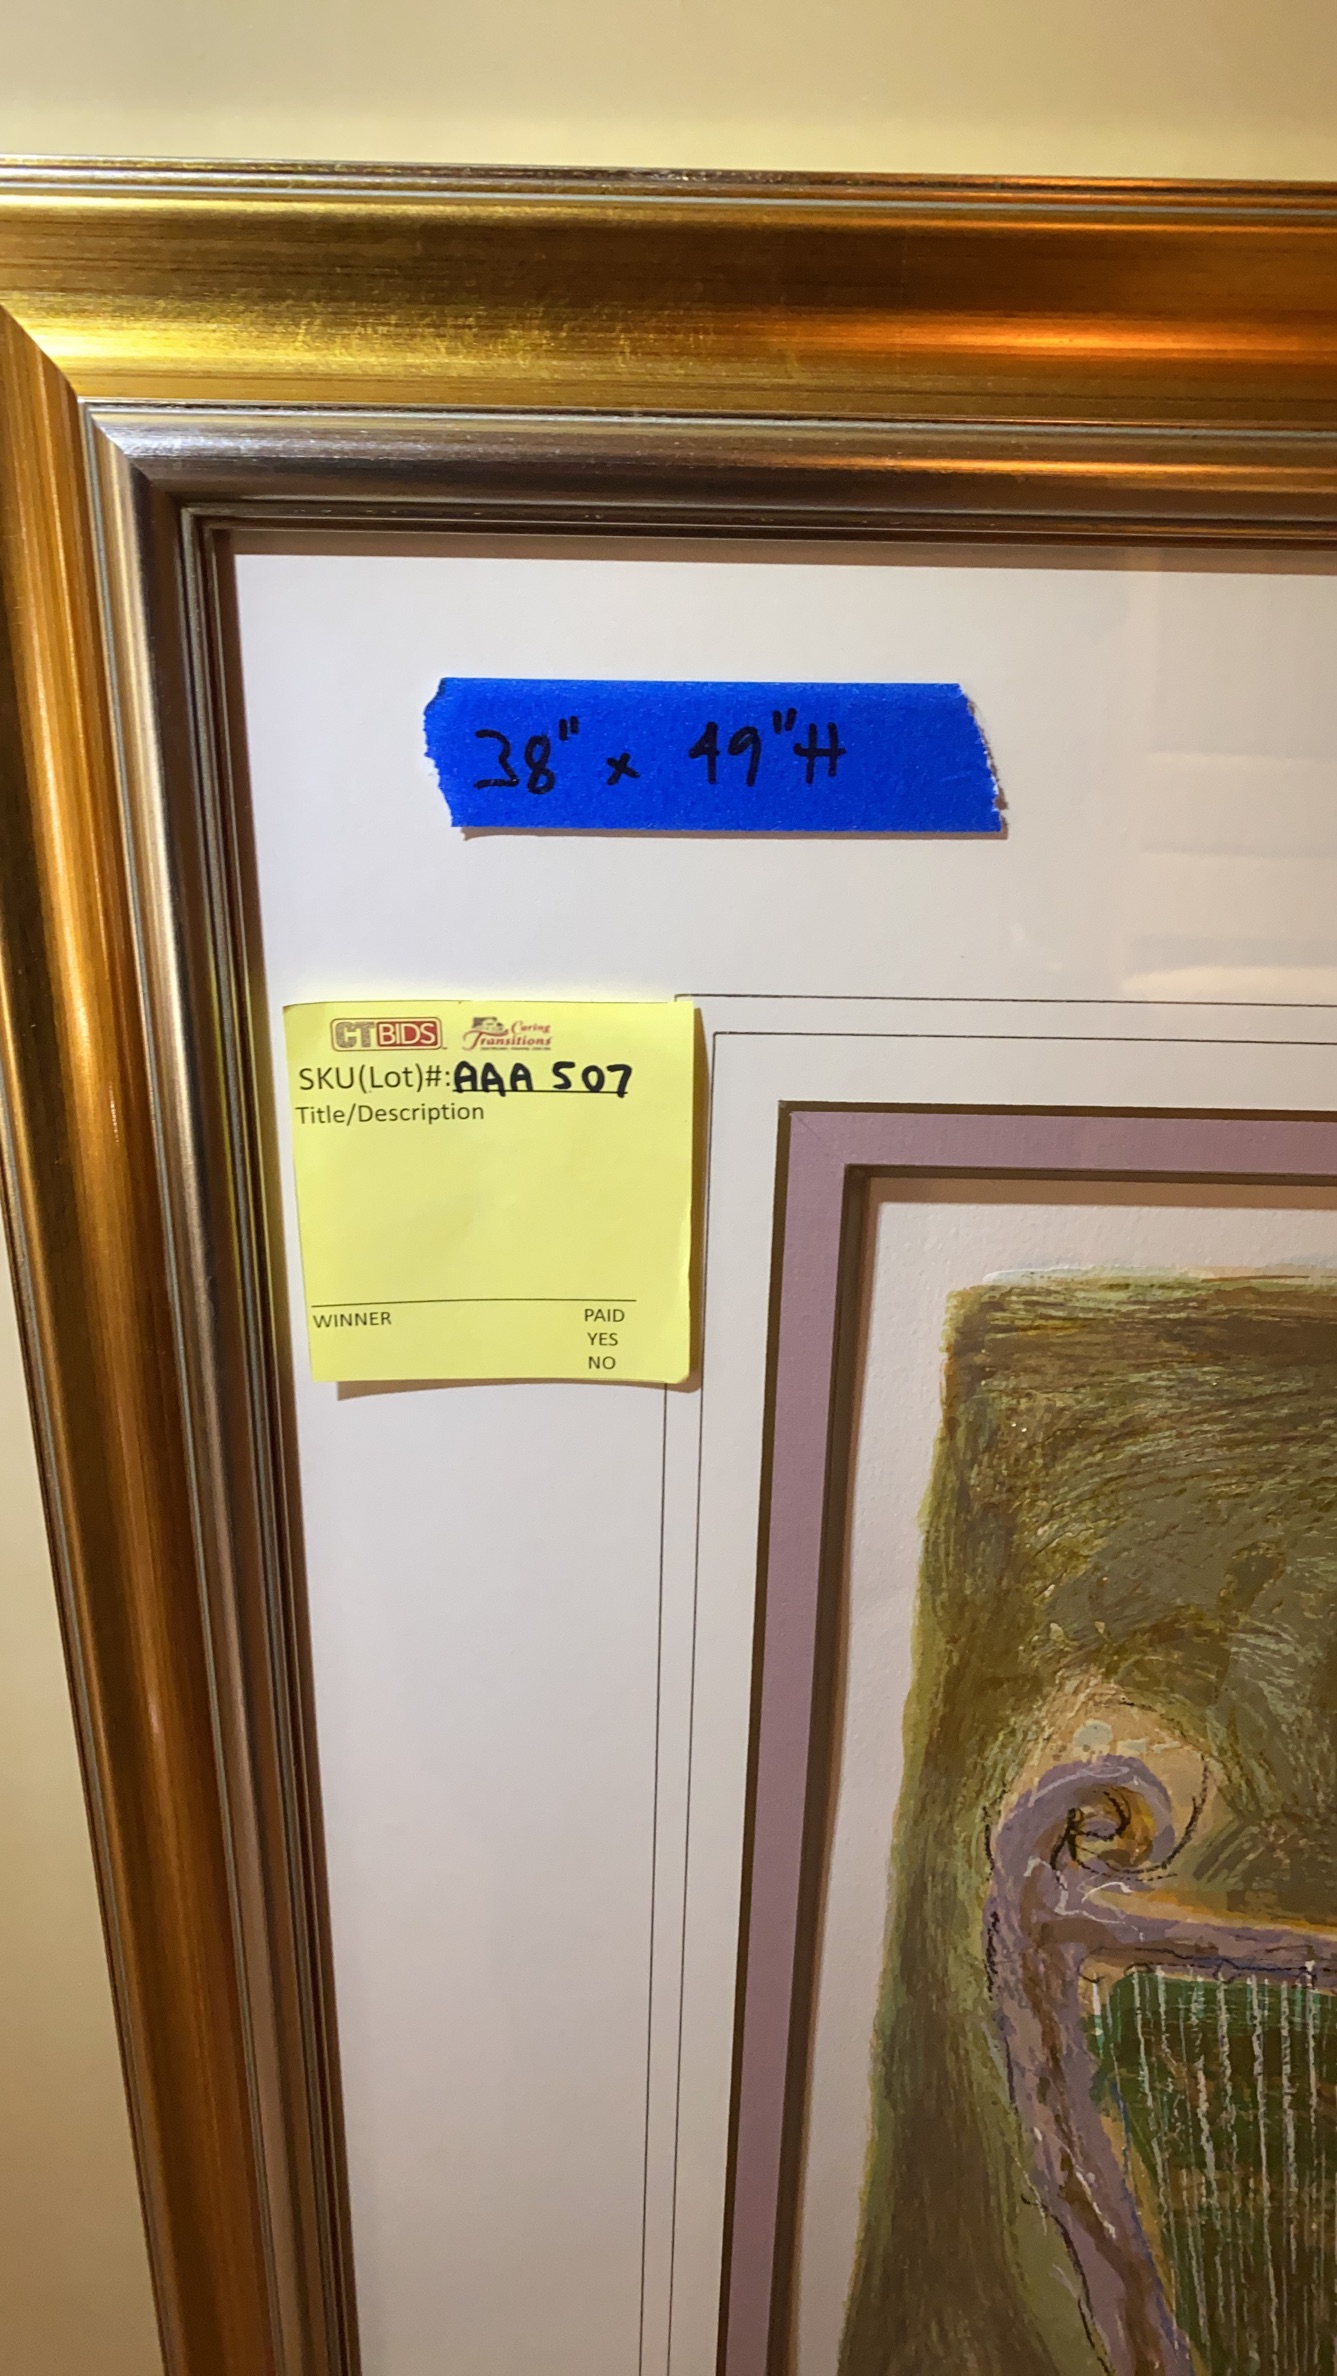 38" x 49"H
CTBIDS Caring Transitions
SKU(Lot)#:AAA 507
Title/Description
WINNER PAID
YES
NO